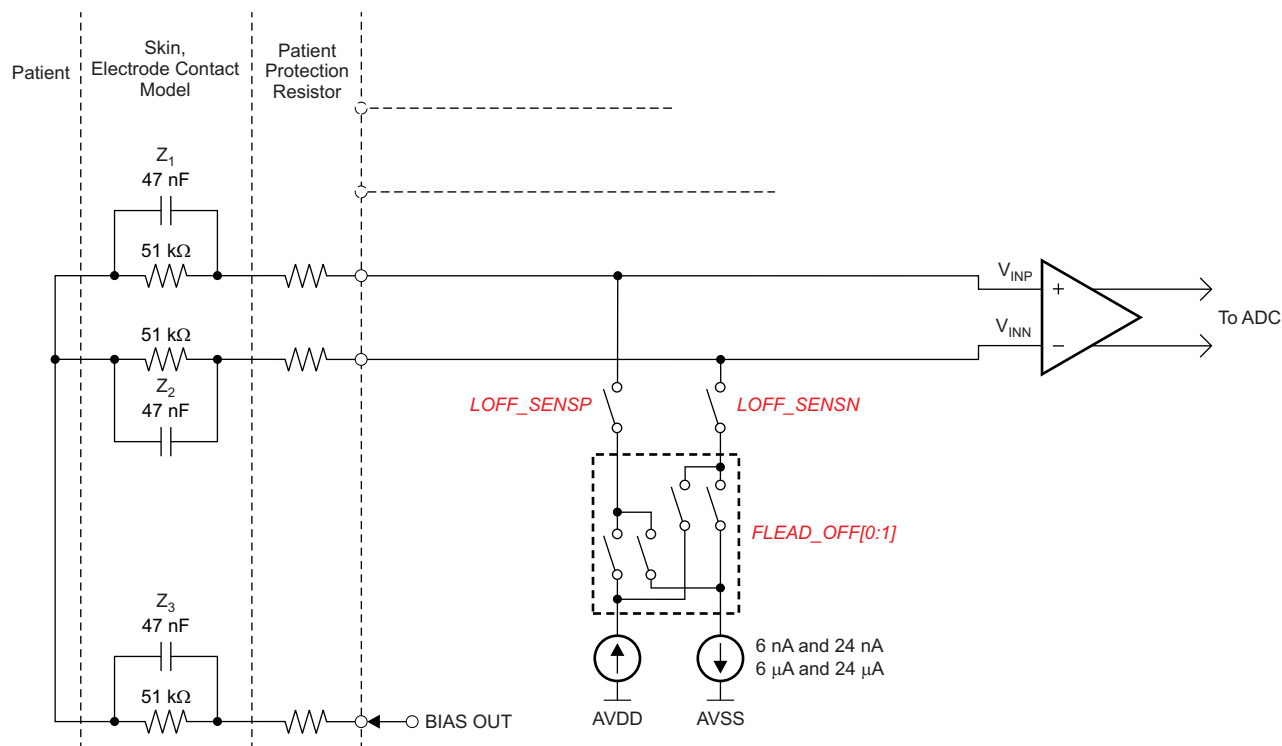 Patient
Skin,
Electrode Contact
Model
Patient
Protection
Resistor
Z1
47 nF
51 kΩ
51 kΩ
Z2
47 nF
Z3
47 nF
51 kΩ
BIAS OUT
LOFF_SENSP
LOFF_SENSN
FLEAD_OFF[0:1]
6 nA and 24 nA
6 μA and 24 μA
AVDD
AVSS
VINP
VINN
+
−
To ADC